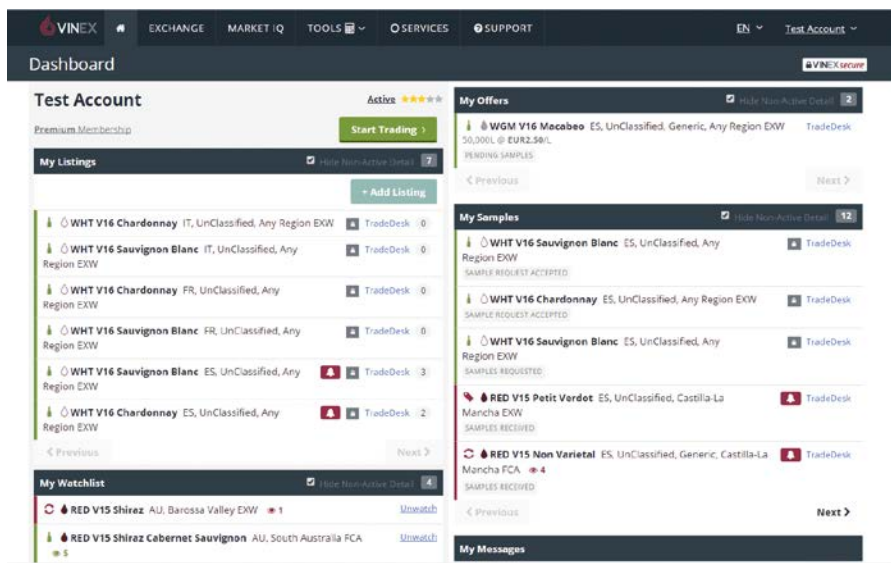 VINEX
EXCHANGE
MARKET IQ
TOOLS
SERVICES
SUPPORT
EN
Test Account
Dashboard
VINEX secure
Test Account
Active
Premium Membership
Start Trading >
My Listings
Hide Non-Active Detail 7
+ Add Listing
WHT V16 Chardonnay IT, UnClassified, Any Region EXW TradeDesk 0
WHT V16 Sauvignon Blanc IT, UnClassified, Any TradeDesk 0
Region EXW
WHT V16 Chardonnay FR, UnClassified, Any TradeDesk 0
Region EXW
WHT V16 Sauvignon Blanc FR, UnClassified, Any TradeDesk 0
Region EXW
WHT V16 Sauvignon Blanc ES, UnClassified, Any TradeDesk 3
Region EXW
WHT V16 Chardonnay ES, UnClassified, Any TradeDesk 2
Region EXW
< Previous Next >
My Watchlist
Hide Non-Active Detail 4
RED V15 Shiraz AU, Barossa Valley EXW 1 Unwatch
RED V15 Shiraz Cabernet Sauvignon AU, South Australia FCA Unwatch
5
My Offers
Hide Non-Active Detail 2
WGM V16 Macabeo ES, UnClassified, Generic, Any Region EXW TradeDesk
50,000L @ EUR2.50/L
PENDING SAMPLES
< Previous Next >
My Samples
Hide Non-Active Detail 12
WHT V16 Sauvignon Blanc ES, UnClassified, Any TradeDesk
Region EXW
SAMPLE REQUEST ACCEPTED
WHT V16 Chardonnay ES, UnClassified, Any Region EXW TradeDesk
SAMPLE REQUEST ACCEPTED
WHT V16 Sauvignon Blanc ES, UnClassified, Any TradeDesk
Region EXW
SAMPLES REQUESTED
RED V15 Petit Verdot ES, UnClassified, Castilla-La TradeDesk
Mancha EXW
SAMPLES RECEIVED
RED V15 Non Varietal ES, UnClassified, Generic, Castilla-La TradeDesk
Mancha FCA 4
SAMPLES RECEIVED
< Previous Next >
My Messages